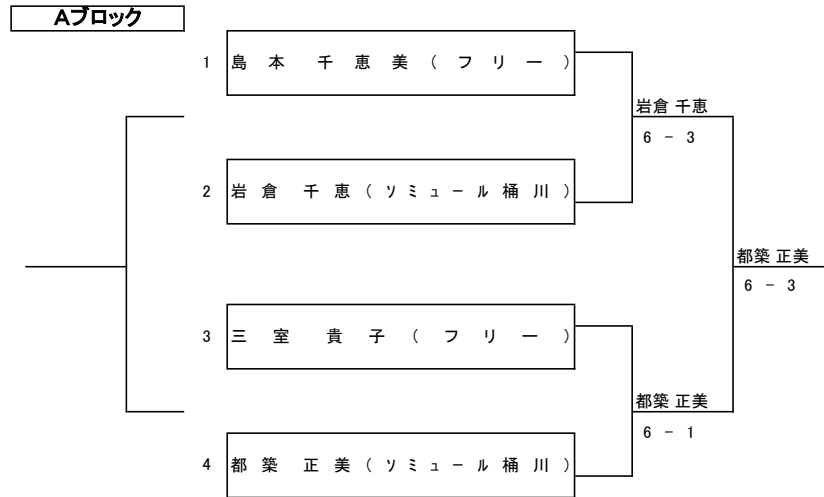 Aブロック
1 島本 千恵美(フリー)
岩倉 千恵
6 - 3
2 岩倉 千恵(ソミュール桶川)
都築 正美
6 - 3
3 三室 貴子(フリー)
都築 正美
6 - 1
4 都築 正美(ソミュール桶川)